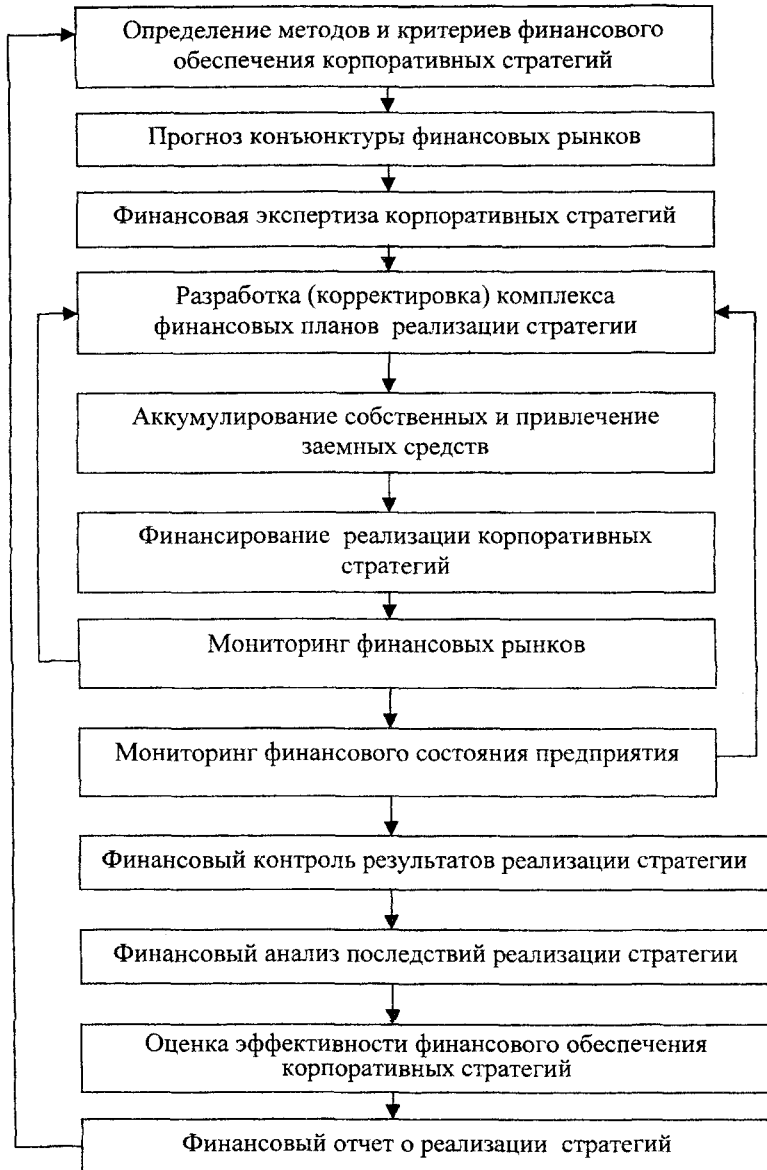 Определение методов и критериев финансового
обеспечения корпоративных стратегий
Прогноз конъюнктуры финансовых рынков
Финансовая экспертиза корпоративных стратегий
Разработка (корректировка) комплекса
финансовых планов реализации стратегии
Аккумулирование собственных и привлечение
заемных средств
Финансирование реализации корпоративных
стратегий
Мониторинг финансовых рынков
Мониторинг финансового состояния предприятия
Финансовый контроль результатов реализации стратегии
Финансовый анализ последствий реализации стратегии
Оценка эффективности финансового обеспечения
корпоративных стратегий
Финансовый отчет о реализации стратегий